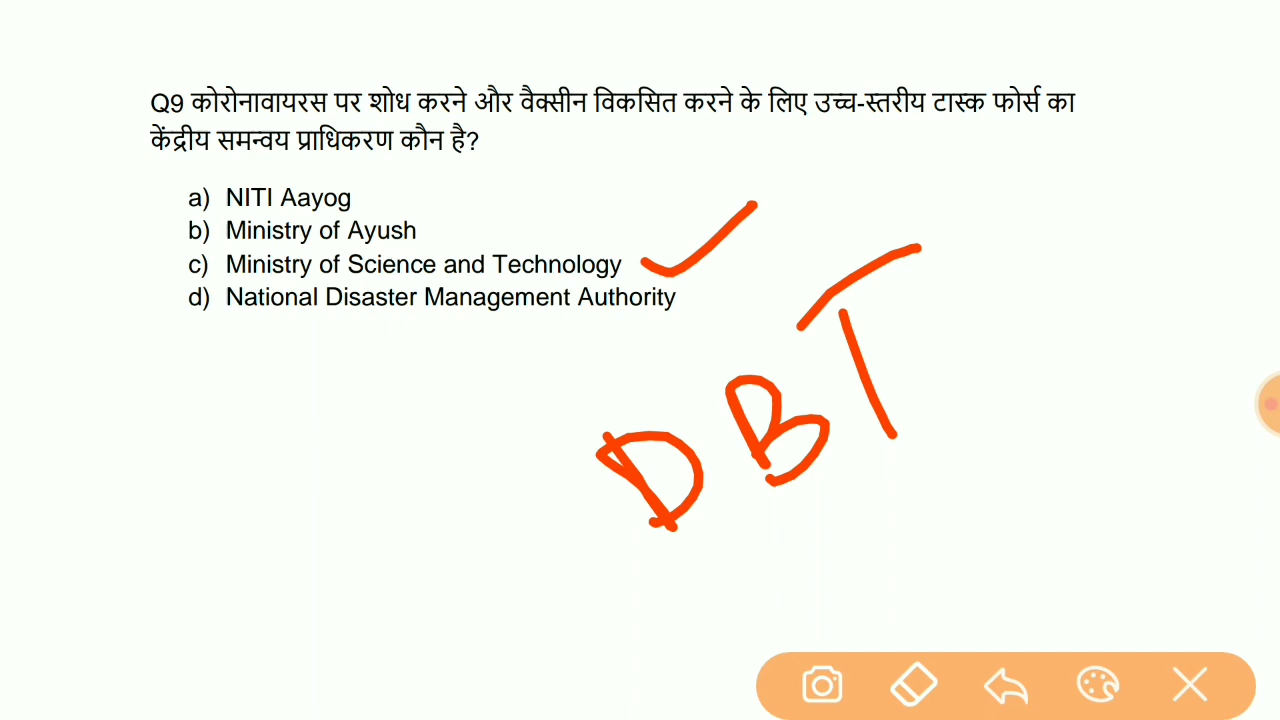 Q9 कोरोनावायरस पर शोध करने और वैक्सीन विकसित करने के लिए उच्च-स्तरीय टास्क फोर्स का
केंद्रीय समन्वय प्राधिकरण कौन है?
a) NITI Aayog
b) Ministry of Ayush
c) Ministry of Science and Technology
d) National Disaster Management Authority
DBT